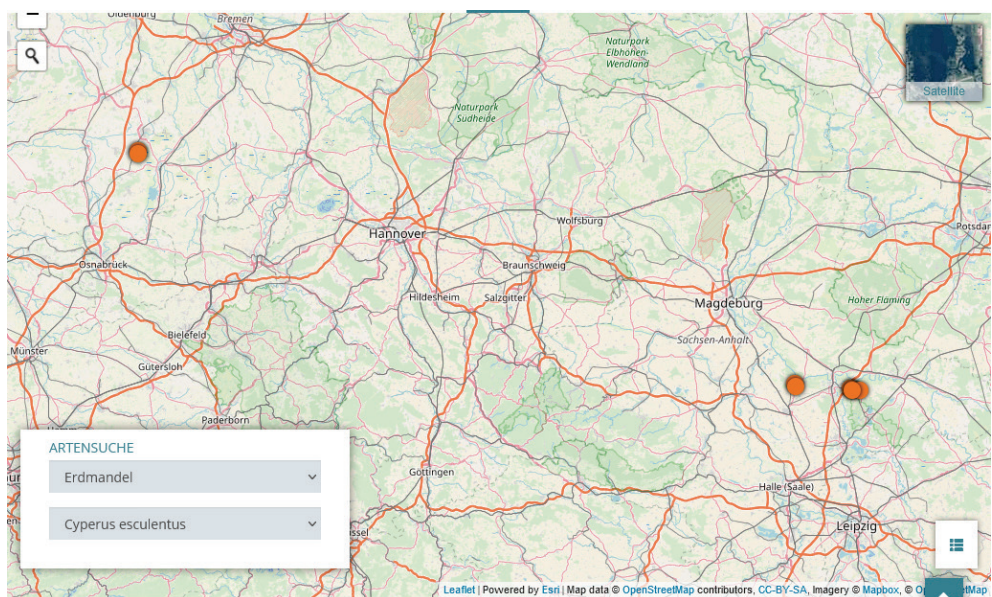 Oldenburg
Bremen
Naturpark
Elbhöhen-
Wendland
Satellite
Naturpark
Südheide
Wolfsburg
Hannover
Potsdam
Osnabrück
Braunschweig
Hildesheim
Salzgitter
Hoher Fläming
Magdeburg
Sachsen-Anhalt
Bielefeld
Münster
Gütersloh
Paderborn
ARTENSUCHE
Erdmandel
Göttingen
Halle (Saale)
Cyperus esculentus
Leipzig
ssel
Leaflet | Powered by Esri | Map data © OpenStreetMap contributors, CC-BY-SA, Imagery © Mapbox, © OpenStreetMap